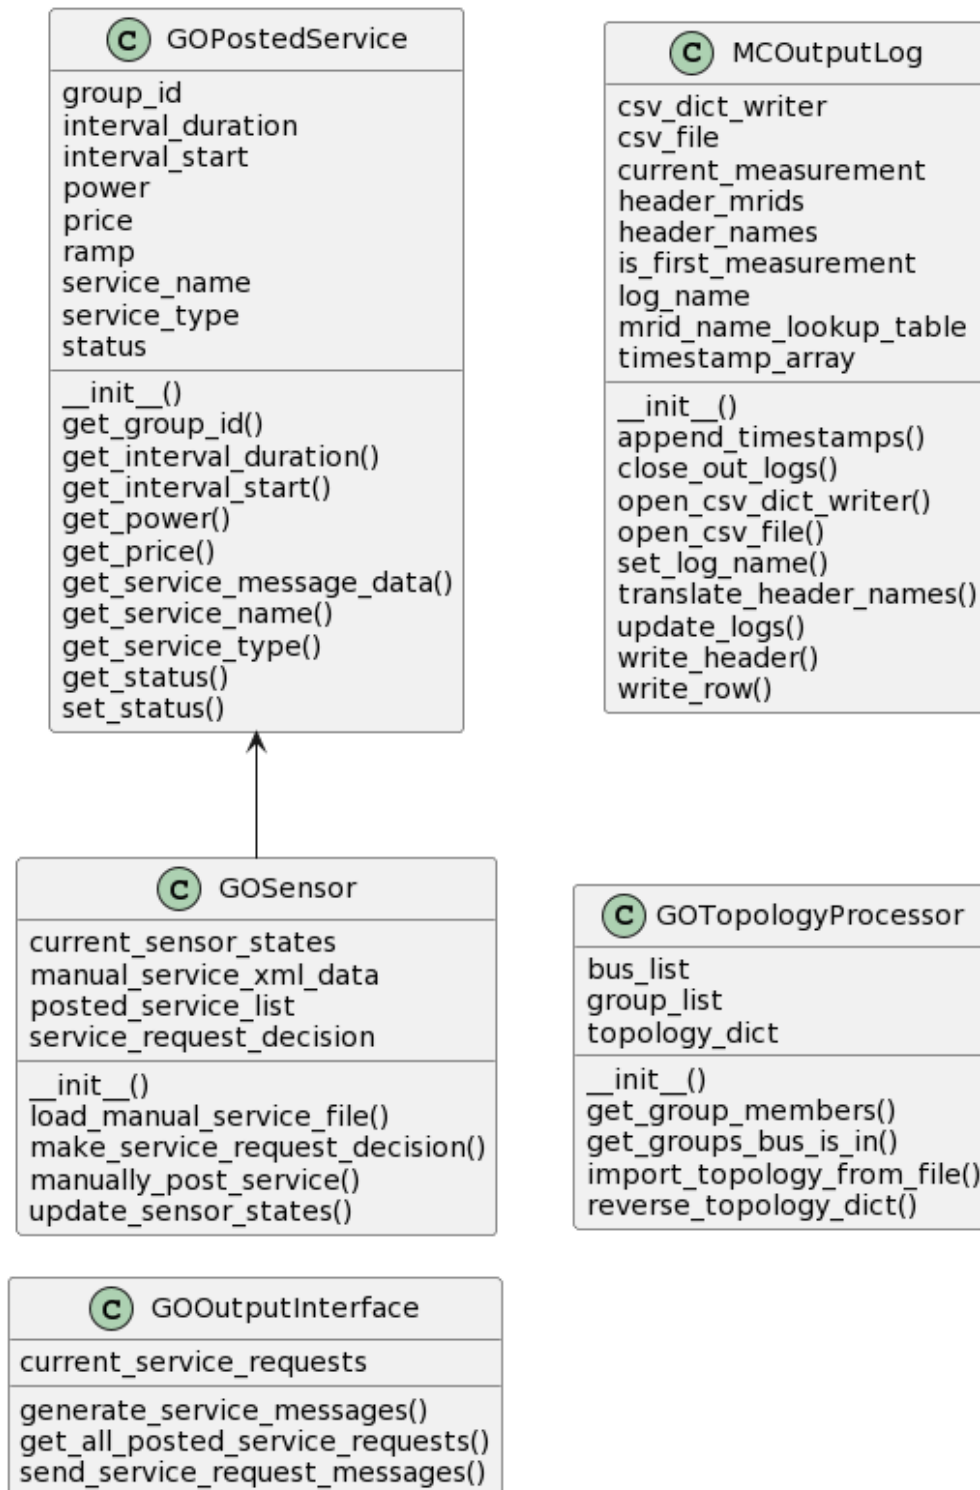 C GOPostedService
group_id
interval_duration
interval_start
power
price
ramp
service_name
service_type
status
__init__()
get_group_id()
get_interval_duration()
get_interval_start()
get_power()
get_price()
get_service_message_data()
get_service_name()
get_service_type()
get_status()
set_status()
C MCOutputLog
csv_dict_writer
csv_file
current_measurement
header_mrids
header_names
is_first_measurement
log_name
mrid_name_lookup_table
timestamp_array
__init__()
append_timestamps()
close_out_logs()
open_csv_dict_writer()
open_csv_file()
set_log_name()
translate_header_names()
update_logs()
write_header()
write_row()
C GOSensor
current_sensor_states
manual_service_xml_data
posted_service_list
service_request_decision
__init__()
load_manual_service_file()
make_service_request_decision()
manually_post_service()
update_sensor_states()
C GOTopologyProcessor
bus_list
group_list
topology_dict
__init__()
get_group_members()
get_groups_bus_is_in()
import_topology_from_file()
reverse_topology_dict()
C GOOutputInterface
current_service_requests
generate_service_messages()
get_all_posted_service_requests()
send_service_request_messages()